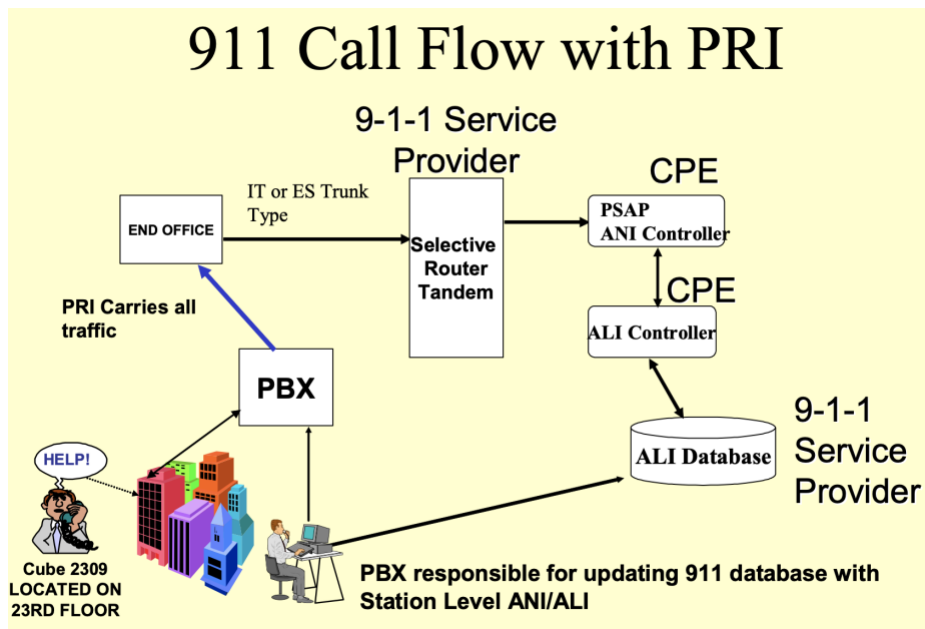 911 Call Flow with PRI
9-1-1 Service
Provider
CPE
IT or ES Trunk
Type
END OFFICE
Selective
Router
Tandem
PSAP
ANI Controller
CPE
PRI Carries all
traffic
ALI Controller
PBX
9-1-1
Service
Provider
ALI Database
HELP!
Cube 2309
LOCATED ON
23RD FLOOR
PBX responsible for updating 911 database with
Station Level ANI/ALI